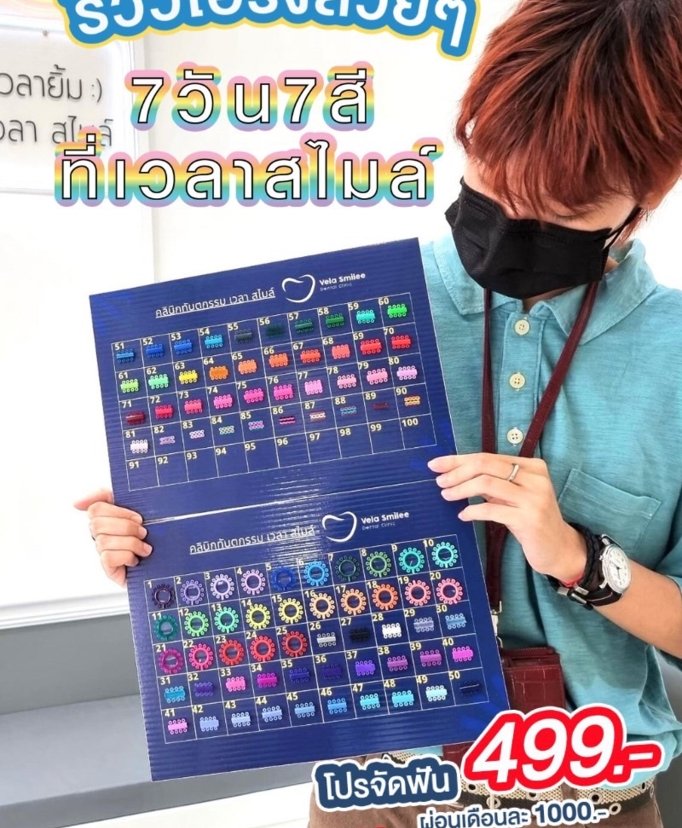 รวิวเอ็งสวยๆ
7วัน7สี
ที่เวลาสไมล์
วลายิ้ม :)
วลา สไมล์
คลินิกทันตกรรม เวลา สไมล์
Vela Smilee
Dental Clinic
51 52 53 54 55 56 57 58 59 60
61 62 63 64 65 66 67 68 69 70
71 72 73 74 75 76 77 78 79 80
81 82 83 84 85 86 87 88 89 90
91 92 93 94 95 96 97 98 99 100
คลินิกทันตกรรม เวลา สไมล์
Vela Smilee
Dental Clinic
1 2 3 4 5 6 7 8 9 10
11 12 13 14 15 16 17 18 19 20
21 22 23 24 25 26 27 28 29 30
31 32 33 34 35 36 37 38 39 40
41 42 43 44 45 46 47 48 49 50
โปรจัดฟัน 499.-
ผ่อนเดือนละ 1000.-